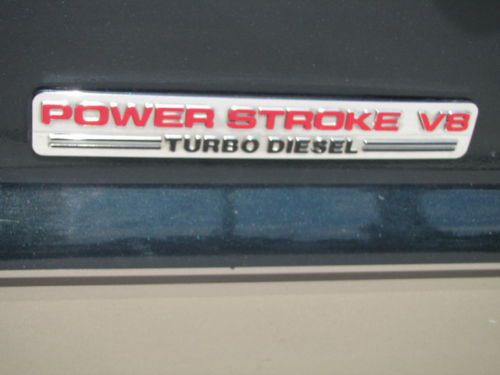 POWER STROKE V8
TURBO DIESEL